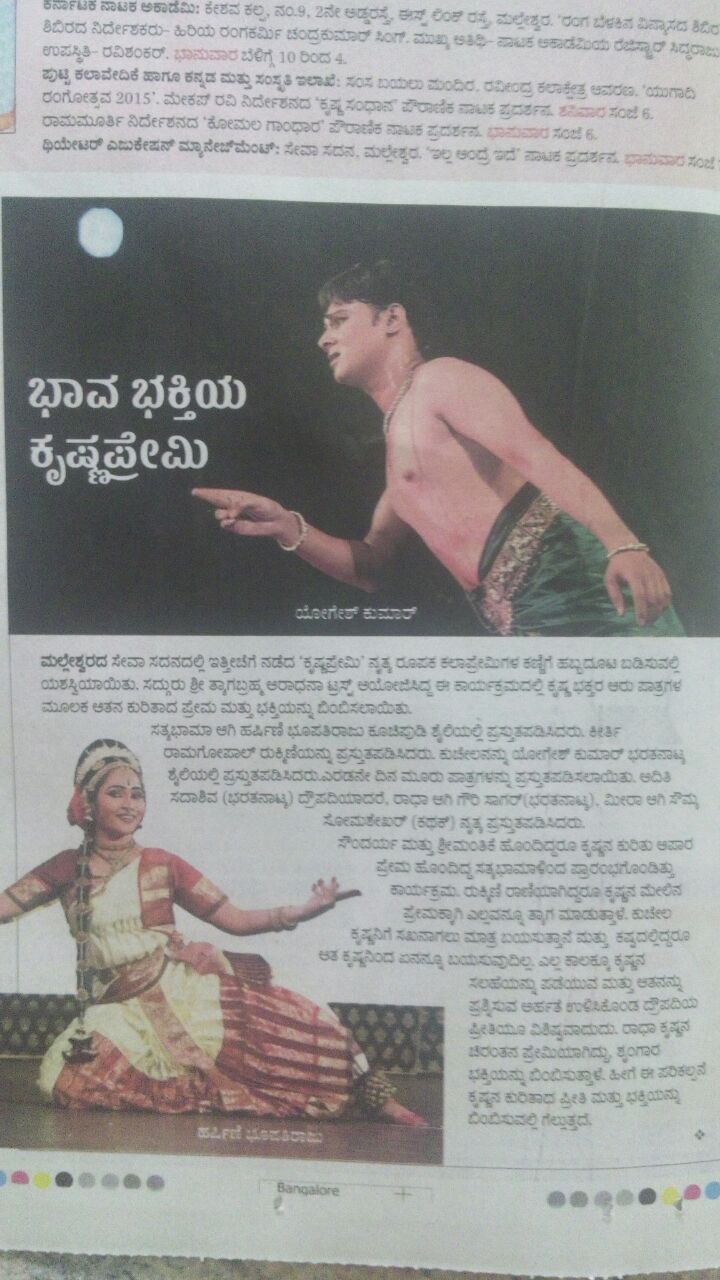 ಕರ್ನಾಟಕ ನಾಟಕ ಅಕಾಡೆಮಿ: ಕೇಶವ ಕಲ್ಪ, ನಂ.9, 2ನೇ ಅಡ್ಡರಸ್ತೆ, ಈಸ್ಟ್ ಲಿಂಕ್ ರಸ್ತೆ, ಮಲ್ಲೇಶ್ವರ. ‘ರಂಗ ಬೆಳಕಿನ ವಿನ್ಯಾಸದ ಶಿಬಿರ
ಶಿಬಿರದ ನಿರ್ದೇಶಕರು– ಹಿರಿಯ ರಂಗಕರ್ಮಿ ಚಂದ್ರಕುಮಾರ್ ಸಿಂಗ್. ಮುಖ್ಯ ಅತಿಥಿ– ನಾಟಕ ಅಕಾಡೆಮಿಯ ರಿಜಿಸ್ಟ್ರಾರ್ ಸಿದ್ದರಾಜು
ಉಪಸ್ಥಿತಿ– ರವಿಶಂಕರ್. ಭಾನುವಾರ ಬೆಳಿಗ್ಗೆ 10 ರಿಂದ 4.
ಪುಟ್ಟಿ ಕಲಾವೇದಿಕೆ ಹಾಗೂ ಕನ್ನಡ ಮತ್ತು ಸಂಸ್ಕೃತಿ ಇಲಾಖೆ: ಸಂಸ ಬಯಲು ಮಂದಿರ, ರವೀಂದ್ರ ಕಲಾಕ್ಷೇತ್ರ ಆವರಣ. ‘ಯುಗಾದಿ
ರಂಗೋತ್ಸವ 2015’. ಮೇಕಪ್ ರವಿ ನಿರ್ದೇಶನದ ‘ಕೃಷ್ಣ ಸಂಧಾನ’ ಪೌರಾಣಿಕ ನಾಟಕ ಪ್ರದರ್ಶನ. ಶನಿವಾರ ಸಂಜೆ 6.
ರಾಮಮೂರ್ತಿ ನಿರ್ದೇಶನದ ‘ಕೋಮಲ ಗಾಂಧಾರ’ ಪೌರಾಣಿಕ ನಾಟಕ ಪ್ರದರ್ಶನ. ಭಾನುವಾರ ಸಂಜೆ 6.
ಥಿಯೇಟರ್ ಎಜುಕೇಷನ್ ಮ್ಯಾನೇಜ್‌ಮೆಂಟ್: ಸೇವಾ ಸದನ, ಮಲ್ಲೇಶ್ವರ. ‘ಇಲ್ಲ ಅಂದ್ರೆ ಇದೆ’ ನಾಟಕ ಪ್ರದರ್ಶನ. ಭಾನುವಾರ ಸಂಜೆ
ಭಾವ ಭಕ್ತಿಯ
ಕೃಷ್ಣಪ್ರೇಮಿ
ಯೋಗೇಶ್ ಕುಮಾರ್
ಮಲ್ಲೇಶ್ವರದ ಸೇವಾ ಸದನದಲ್ಲಿ ಇತ್ತೀಚೆಗೆ ನಡೆದ ‘ಕೃಷ್ಣಪ್ರೇಮಿ’ ನೃತ್ಯ ರೂಪಕ ಕಲಾಪ್ರೇಮಿಗಳ ಕಣ್ಣಿಗೆ ಹಬ್ಬದೂಟ ಬಡಿಸುವಲ್ಲಿ
ಯಶಸ್ವಿಯಾಯಿತು. ಸದ್ಗುರು ಶ್ರೀ ತ್ಯಾಗಬ್ರಹ್ಮ ಆರಾಧನಾ ಟ್ರಸ್ಟ್ ಆಯೋಜಿಸಿದ್ದ ಈ ಕಾರ್ಯಕ್ರಮದಲ್ಲಿ ಕೃಷ್ಣ ಭಕ್ತರ ಆರು ಪಾತ್ರಗಳ
ಮೂಲಕ ಆತನ ಕುರಿತಾದ ಪ್ರೇಮ ಮತ್ತು ಭಕ್ತಿಯನ್ನು ಬಿಂಬಿಸಲಾಯಿತು.
ಸತ್ಯಭಾಮಾ ಆಗಿ ಹರ್ಷಿಣಿ ಭೂಪತಿರಾಜು ಕೂಚಿಪುಡಿ ಶೈಲಿಯಲ್ಲಿ ಪ್ರಸ್ತುತಪಡಿಸಿದರು. ಕೀರ್ತಿ
ರಾಮಗೋಪಾಲ್ ರುಕ್ಮಿಣಿಯನ್ನು ಪ್ರಸ್ತುತಪಡಿಸಿದರು. ಕುಚೇಲನನ್ನು ಯೋಗೇಶ್ ಕುಮಾರ್ ಭರತನಾಟ್ಯ
ಶೈಲಿಯಲ್ಲಿ ಪ್ರಸ್ತುತಪಡಿಸಿದರು.ಎರಡನೇ ದಿನ ಮೂರು ಪಾತ್ರಗಳನ್ನು ಪ್ರಸ್ತುತಪಡಿಸಲಾಯಿತು. ಅದಿತಿ
ಸದಾಶಿವ (ಭರತನಾಟ್ಯ) ದ್ರೌಪದಿಯಾದರೆ, ರಾಧಾ ಆಗಿ ಗೌರಿ ಸಾಗರ್(ಭರತನಾಟ್ಯ), ಮೀರಾ ಆಗಿ ಸೌಮ್ಯ
ಸೋಮಶೇಖರ್ (ಕಥಕ್) ನೃತ್ಯ ಪ್ರಸ್ತುತಪಡಿಸಿದರು.
ಸೌಂದರ್ಯ ಮತ್ತು ಶ್ರೀಮಂತಿಕೆ ಹೊಂದಿದ್ದರೂ ಕೃಷ್ಣನ ಕುರಿತು ಅಪಾರ
ಪ್ರೇಮ ಹೊಂದಿದ್ದ ಸತ್ಯಭಾಮಾಳಿಂದ ಪ್ರಾರಂಭಗೊಂಡಿತ್ತು
ಕಾರ್ಯಕ್ರಮ. ರುಕ್ಮಿಣಿ ರಾಣಿಯಾಗಿದ್ದರೂ ಕೃಷ್ಣನ ಮೇಲಿನ
ಪ್ರೇಮಕ್ಕಾಗಿ ಎಲ್ಲವನ್ನೂ ತ್ಯಾಗ ಮಾಡುತ್ತಾಳೆ. ಕುಚೇಲ
ಕೃಷ್ಣನಿಗೆ ಸಖನಾಗಲು ಮಾತ್ರ ಬಯಸುತ್ತಾನೆ ಮತ್ತು ಕಷ್ಟದಲ್ಲಿದ್ದರೂ
ಆತ ಕೃಷ್ಣನಿಂದ ಏನನ್ನೂ ಬಯಸುವುದಿಲ್ಲ. ಎಲ್ಲ ಕಾಲಕ್ಕೂ ಕೃಷ್ಣನ
ಸಲಹೆಯನ್ನು ಪಡೆಯುವ ಮತ್ತು ಆತನನ್ನು
ಪ್ರಶ್ನಿಸುವ ಅರ್ಹತೆ ಉಳಿಸಿಕೊಂಡ ದ್ರೌಪದಿಯ
ಪ್ರೀತಿಯೂ ವಿಶಿಷ್ಟವಾದುದು. ರಾಧಾ ಕೃಷ್ಣನ
ಚಿರಂತನ ಪ್ರೇಮಿಯಾಗಿದ್ದು, ಶೃಂಗಾರ
ಭಕ್ತಿಯನ್ನು ಬಿಂಬಿಸುತ್ತಾಳೆ. ಹೀಗೆ ಈ ಪರಿಕಲ್ಪನೆ
ಕೃಷ್ಣನ ಕುರಿತಾದ ಪ್ರೀತಿ ಮತ್ತು ಭಕ್ತಿಯನ್ನು
ಬಿಂಬಿಸುವಲ್ಲಿ ಗೆಲ್ಲುತ್ತದೆ.
ಹರ್ಷಿಣಿ ಭೂಪತಿರಾಜು
Bangalore